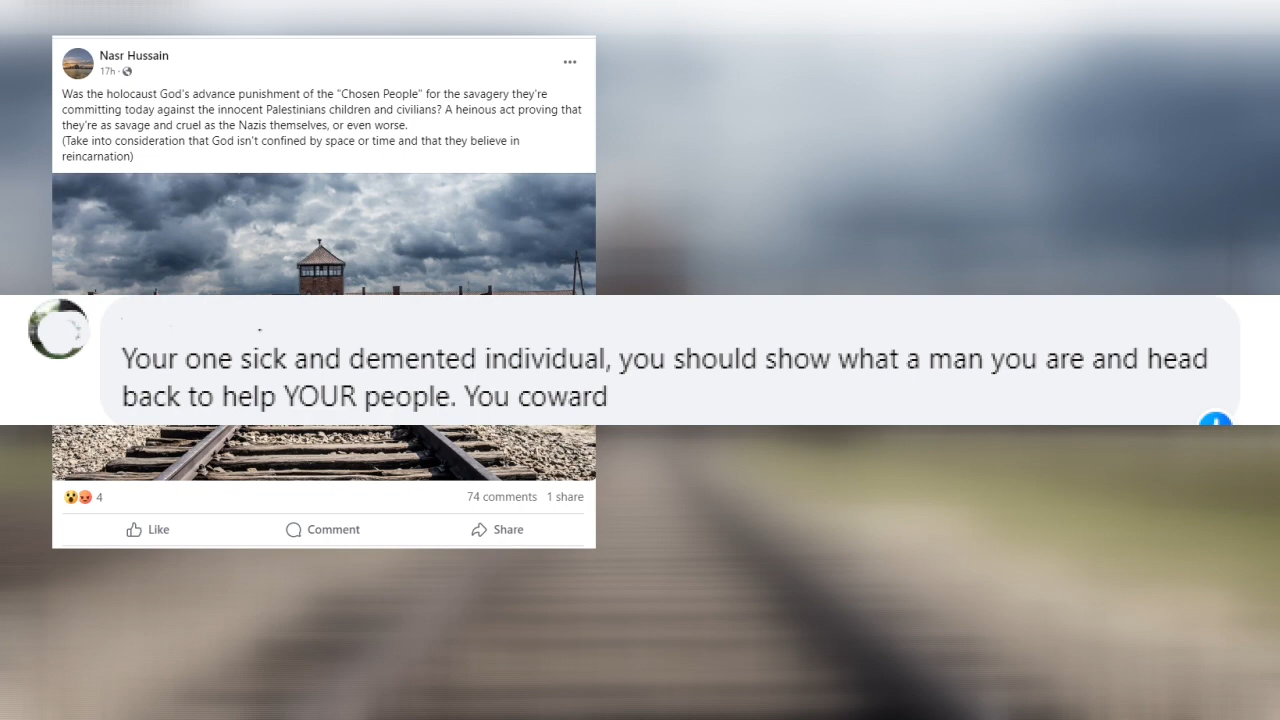 Nasr Hussain
17h ·
Was the holocaust God's advance punishment of the "Chosen People" for the savagery they're
committing today against the innocent Palestinians children and civilians? A heinous act proving that
they're as savage and cruel as the Nazis themselves, or even worse.
(Take into consideration that God isn't confined by space or time and that they believe in
reincarnation)
Your one sick and demented individual, you should show what a man you are and head
back to help YOUR people. You coward
4
74 comments 1 share
Like Comment Share